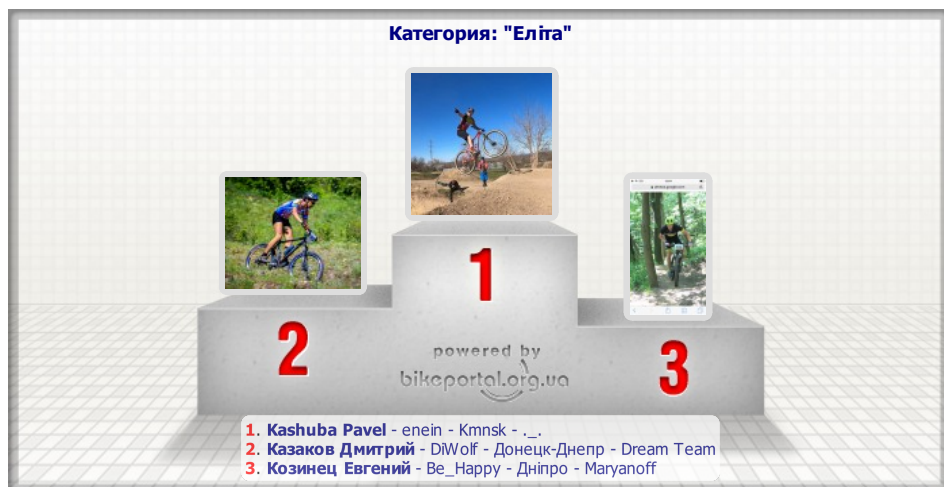 Категория: "Еліта"
1
2
3
powered by
bikeportal.org.ua
1. Kashuba Pavel - enein - Kmnsk - ._.
2. Казаков Дмитрий - DiWolf - Донецк-Днепр - Dream Team
3. Козинец Евгений - Be_Happy - Дніпро - Maryanoff